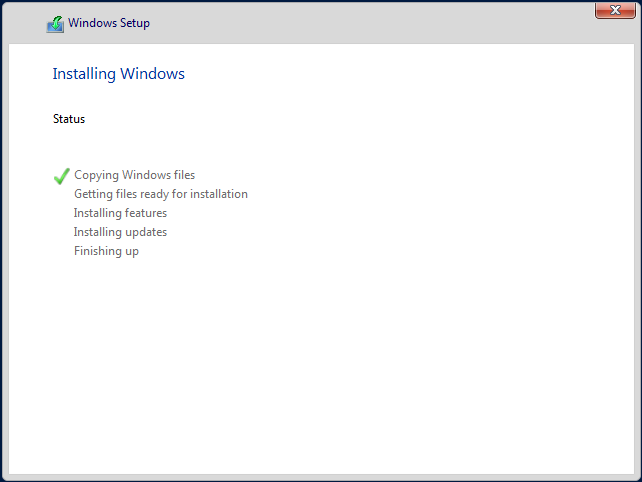 Windows Setup
Installing Windows
Status
Copying Windows files
Getting files ready for installation
Installing features
Installing updates
Finishing up